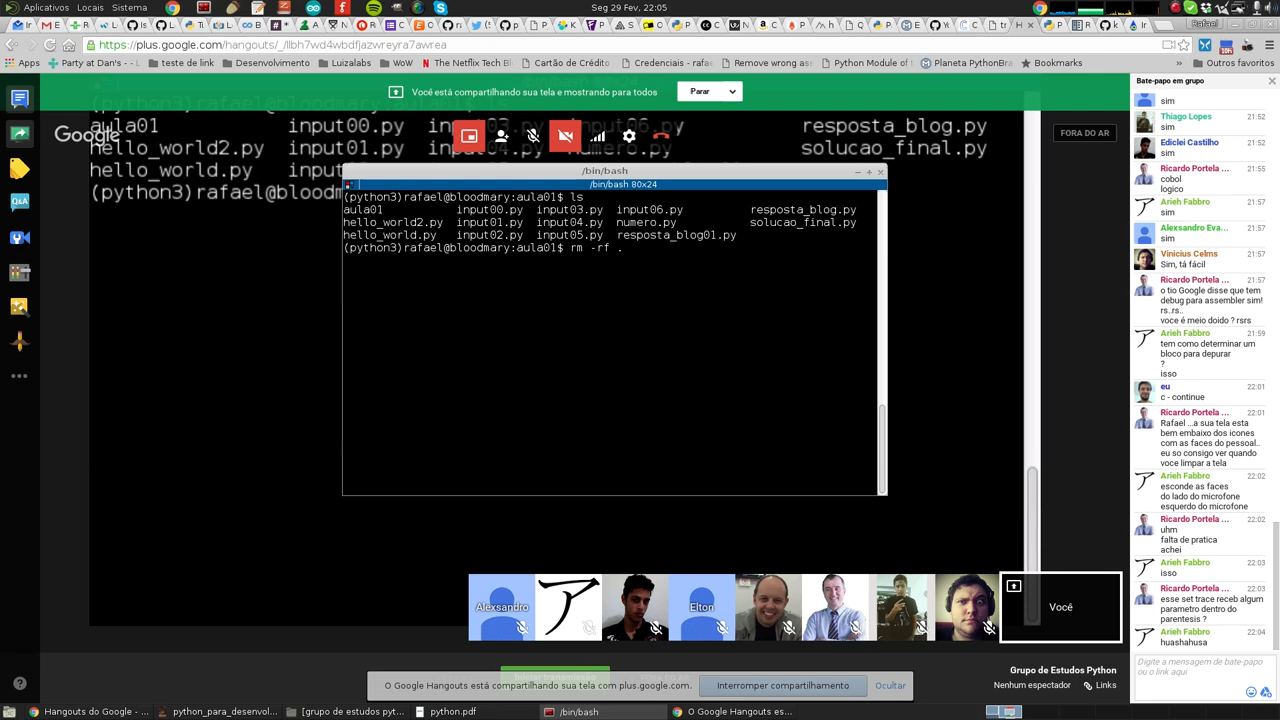 Seg 29 Fev, 22:05
Rafael
https://plus.google.com/hangouts/_/llbh7wd4wbdfjazwreyra7awrea
Apps
Party at Dan's -...
teste de link
Desenvolvimento
Luizalabs
WoW
The Netflix Tech Bl
Cartão de Crédito
Credenciais - rafae
Remove wrong ass
Python Module of
Planeta PythonBra
Bookmarks
»
Outros favoritos
Você está compartilhando sua tela e mostrando para todos
Parar
Google
FORA DO AR
aula01 input00.py input06.py resposta_blog.py
hello_world2.py numero.py solucao_final.py
hello_world.py
(python3)rafael@bloodm
/bin/bash
/bin/bash 80x24
(python3)rafael@bloodmary:aula01$ ls
aula01 input00.py input03.py input06.py resposta_blog.py
hello_world2.py input01.py input04.py numero.py solucao_final.py
hello_world.py input02.py input05.py resposta_blog01.py
(python3)rafael@bloodmary:aula01$ rm -rf .
Q&A
Alexsandro
Elton
Você
Grupo de Estudos Python
Nenhum espectador
Links
O Google Hangouts está compartilhando sua tela com plus.google.com.
Interromper compartilhamento
Ocultar
Bate-papo em grupo
sim
Thiago Lopes 21:52
sim
Ediclei Castilho 21:52
sim
Ricardo Portela ... 21:55
cobol
logico
Arieh Fabbro 21:57
sim
Alexsandro Eva... 21:57
sim
Vinicius Celms 21:57
Sim, tá fácil
Ricardo Portela ... 21:57
o tio Google disse que tem
debug para assembler sim!
rs..rs..
voce é meio doido ? rsrs
Arieh Fabbro 21:59
tem como determinar um
bloco para depurar
?
isso
eu 22:01
c - continue
Ricardo Portela ... 22:01
Rafael ...a sua tela esta
bem embaixo dos icones
com as faces do pessoal..
eu so consigo ver quando
voce limpar a tela
Arieh Fabbro 22:02
esconde as faces
do lado do microfone
esquerdo do microfone
Ricardo Portela ... 22:02
uhm
falta de pratica
achei
Arieh Fabbro 22:03
isso
Ricardo Portela ... 22:03
esse set trace receb algum
parametro dentro do
parentesis ?
Arieh Fabbro 22:04
huashahusa
Digite a mensagem de bate-papo
ou o link aqui
Hangouts do Google - ...
python_para_desenvol...
[grupo de estudos pyt...
python.pdf
/bin/bash
O Google Hangouts es...